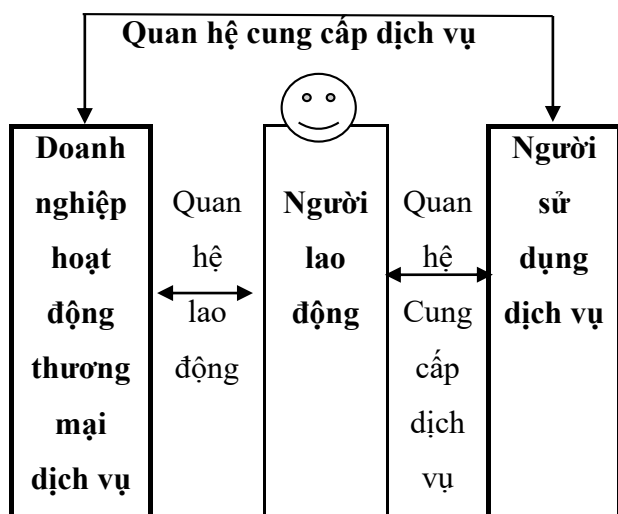 Quan hệ cung cấp dịch vụ
Doanh
nghiệp
hoạt
động
thương
mại
dịch vụ
Quan
hệ
lao
động
Người
lao
động
Quan
hệ
Cung
cấp
dịch
vụ
Người
sử
dụng
dịch vụ